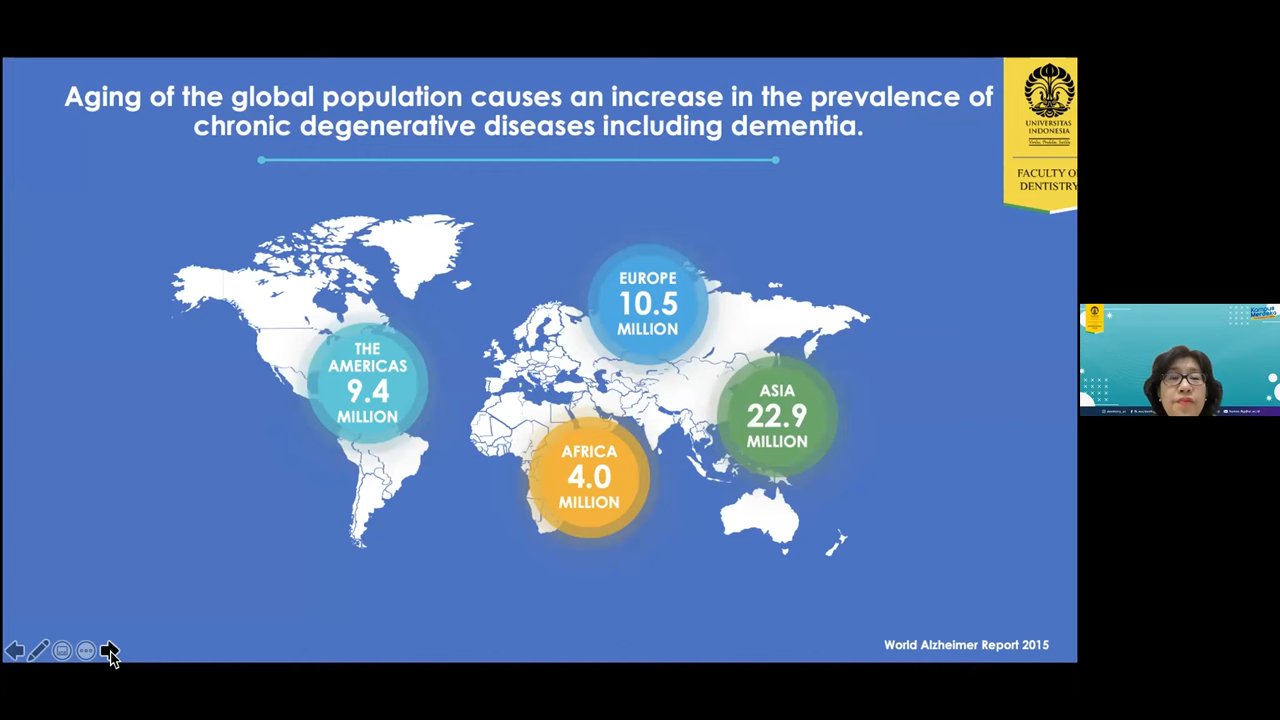 Aging of the global population causes an increase in the prevalence of
chronic degenerative diseases including dementia.
UNIVERSITAS
INDONESIA
FACULTY O
DENTISTRY
EUROPE
10.5
MILLION
THE
AMERICAS
9.4
MILLION
ASIA
22.9
MILLION
AFRICA
4.0
MILLION
World Alzheimer Report 2015
Kampus
Merdeka